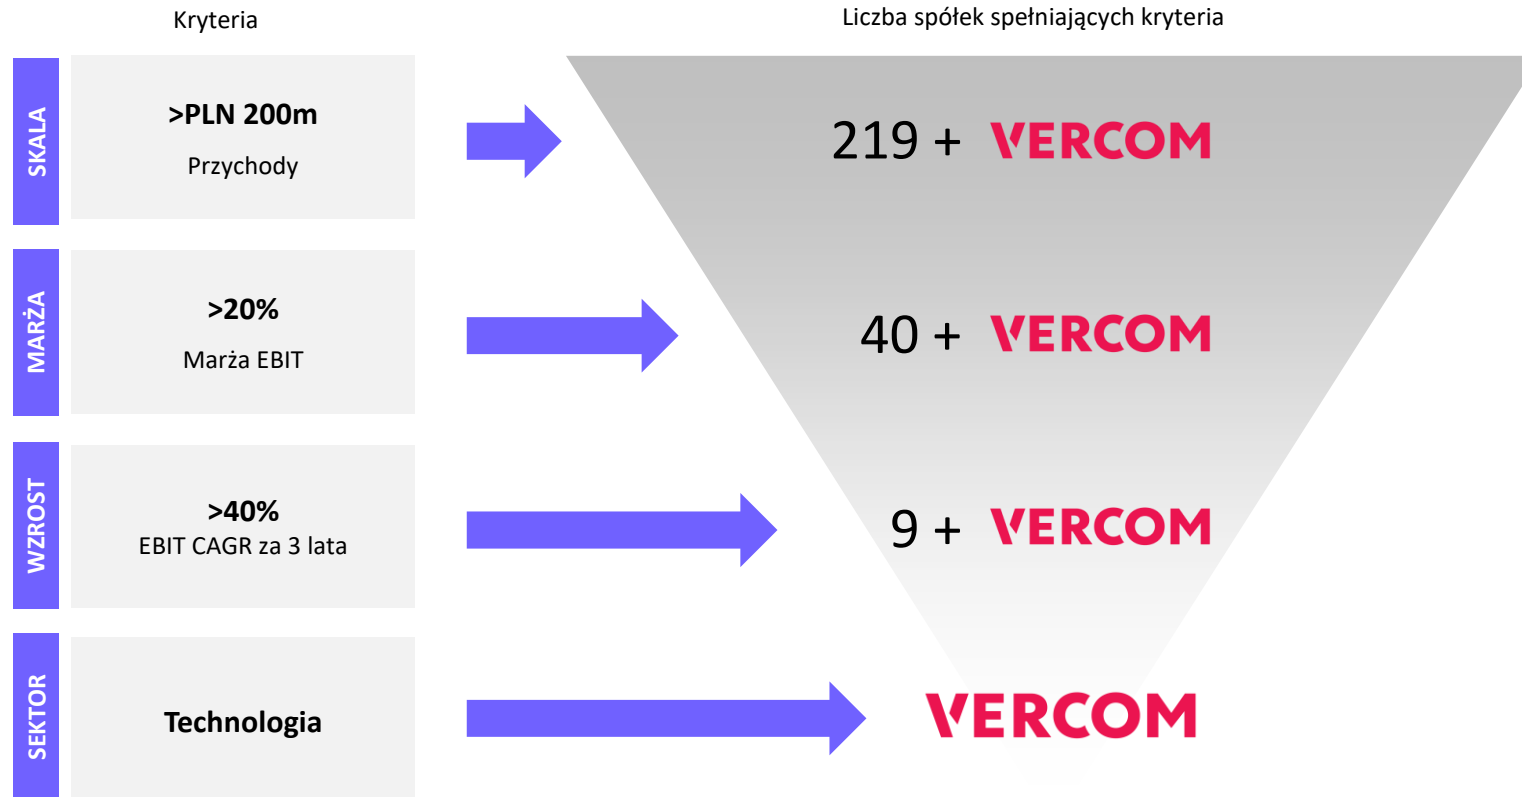 Kryteria
Liczba spółek spełniających kryteria
SKALA
>PLN 200m
Przychody
219 + VERCOM
MARŻA
>20%
Marża EBIT
40 + VERCOM
WZROST
>40%
EBIT CAGR za 3 lata
9 + VERCOM
SEKTOR
Technologia
VERCOM